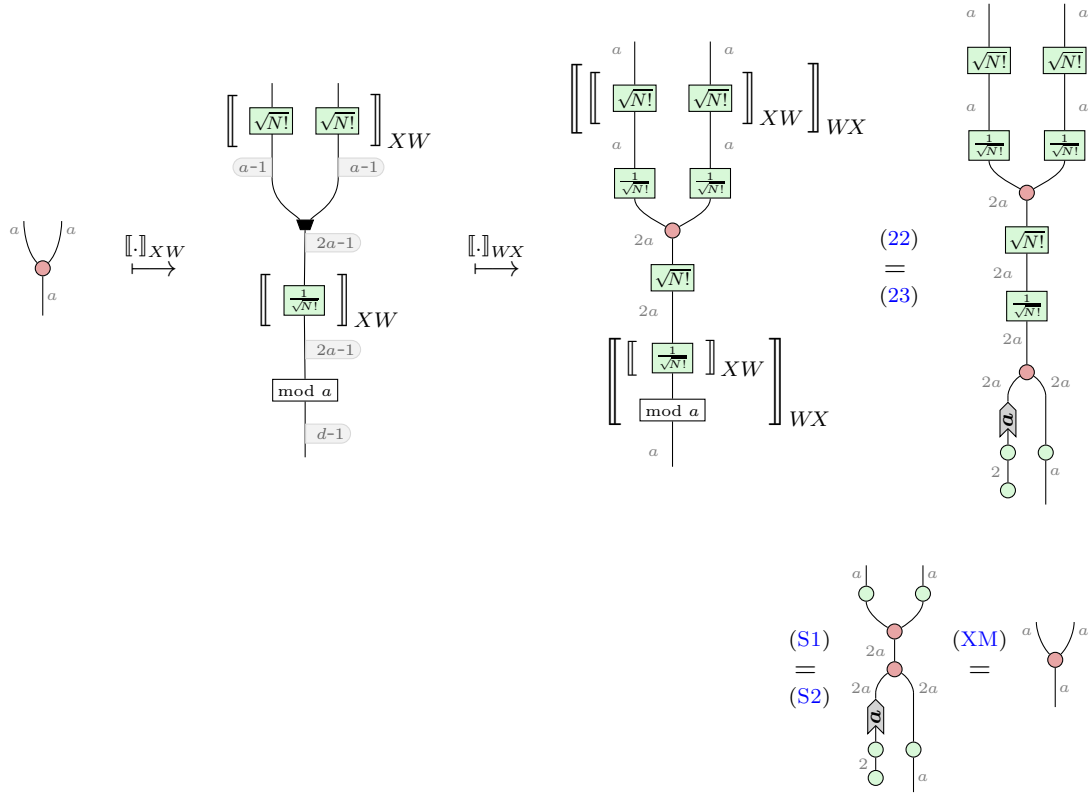 a a
a
⟦.⟧XW
⟼
⟦ √N! √N! ⟧XW
a-1 a-1
2a-1
⟦ 1/√N! ⟧XW
2a-1
mod a
d-1
⟦.⟧WX
⟼
a a
⟦ ⟦ √N! √N! ⟧XW ⟧WX
a a
1/√N! 1/√N!
2a
√N!
2a
⟦ ⟦ 1/√N! ⟧XW
mod a ⟧WX
a
(22)
=
(23)
a a
√N! √N!
a a
1/√N! 1/√N!
2a
√N!
2a
1/√N!
2a
2a 2a
a
2 a
(S1)
=
(S2)
a a
2a
2a 2a
a
2 a
(XM)
=
a a
a